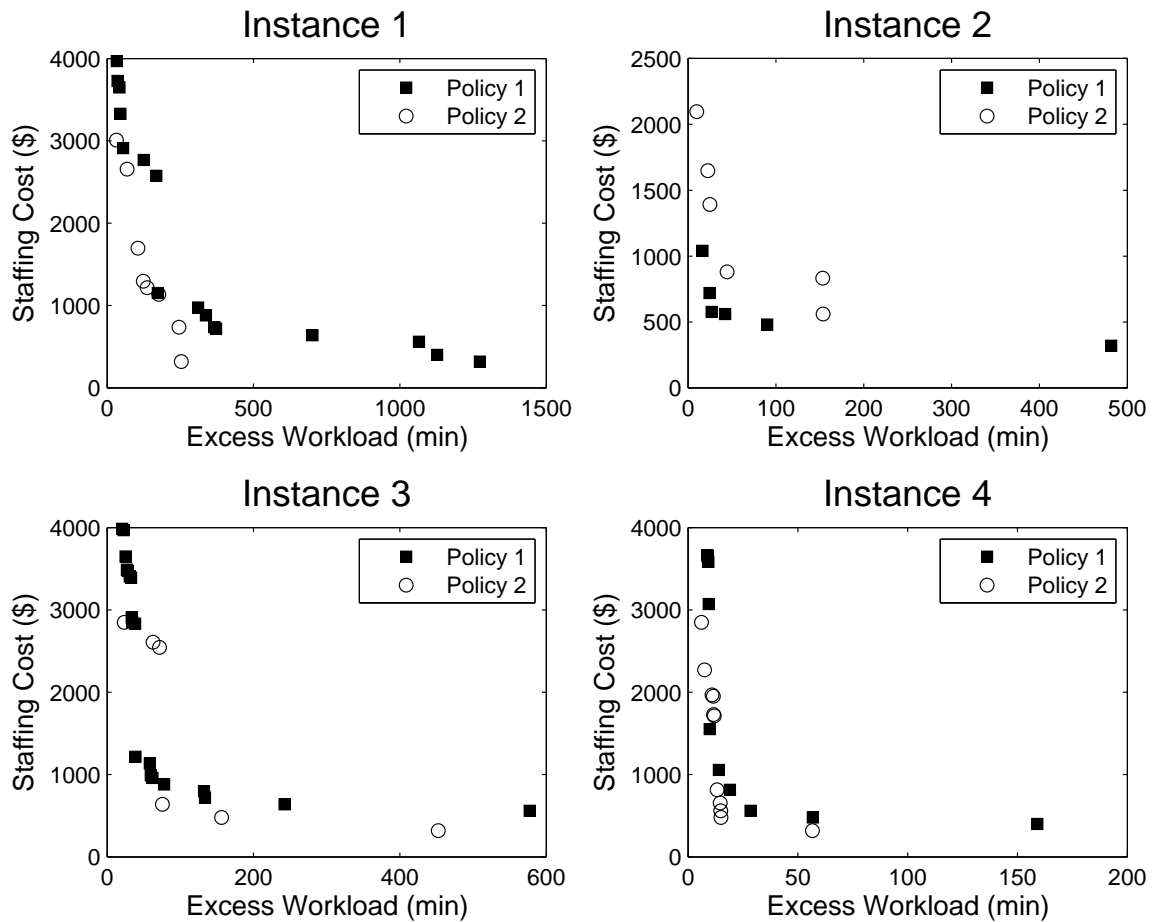 Instance 1
4000
3000
2000
1000
0
Staffing Cost ($)
Policy 1
Policy 2
0 500 1000 1500
Excess Workload (min)
Instance 2
2500
2000
1500
1000
500
0
Staffing Cost ($)
Policy 1
Policy 2
0 100 200 300 400 500
Excess Workload (min)
Instance 3
4000
3000
2000
1000
0
Staffing Cost ($)
Policy 1
Policy 2
0 200 400 600
Excess Workload (min)
Instance 4
4000
3000
2000
1000
0
Staffing Cost ($)
Policy 1
Policy 2
0 50 100 150 200
Excess Workload (min)